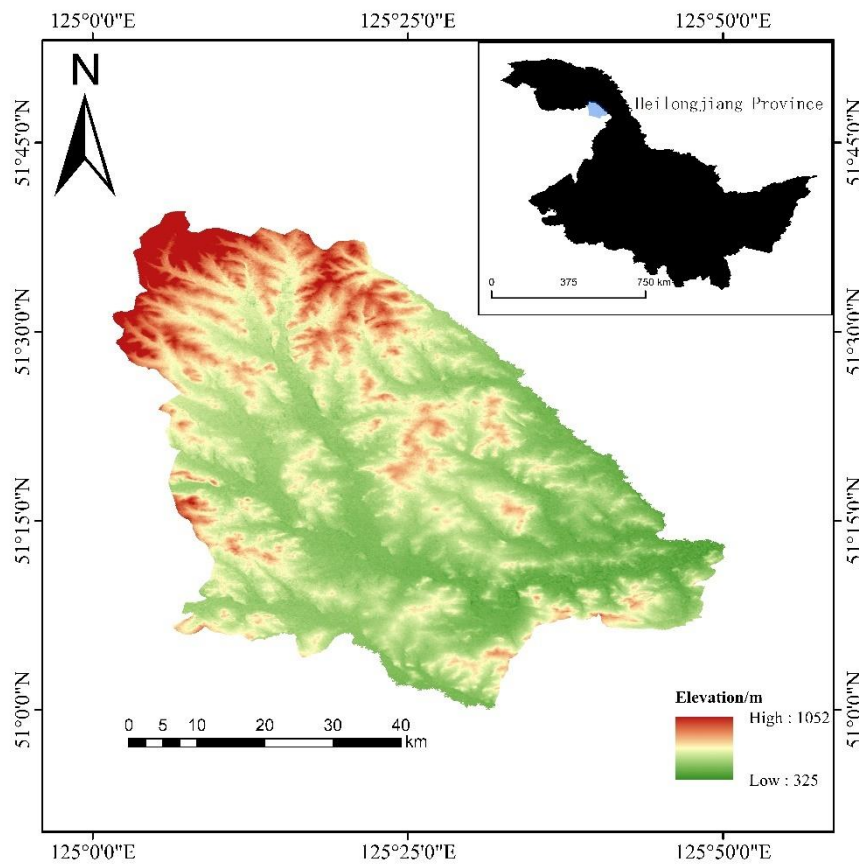 125°0'0"E 125°25'0"E 125°50'0"E
N
Heilongjiang Province
0 375 750 km
51°45'0"N 51°45'0"N
51°30'0"N 51°30'0"N
51°15'0"N 51°15'0"N
51°0'0"N 51°0'0"N
Elevation/m
High : 1052
Low : 325
0 5 10 20 30 40
km
125°0'0"E 125°25'0"E 125°50'0"E